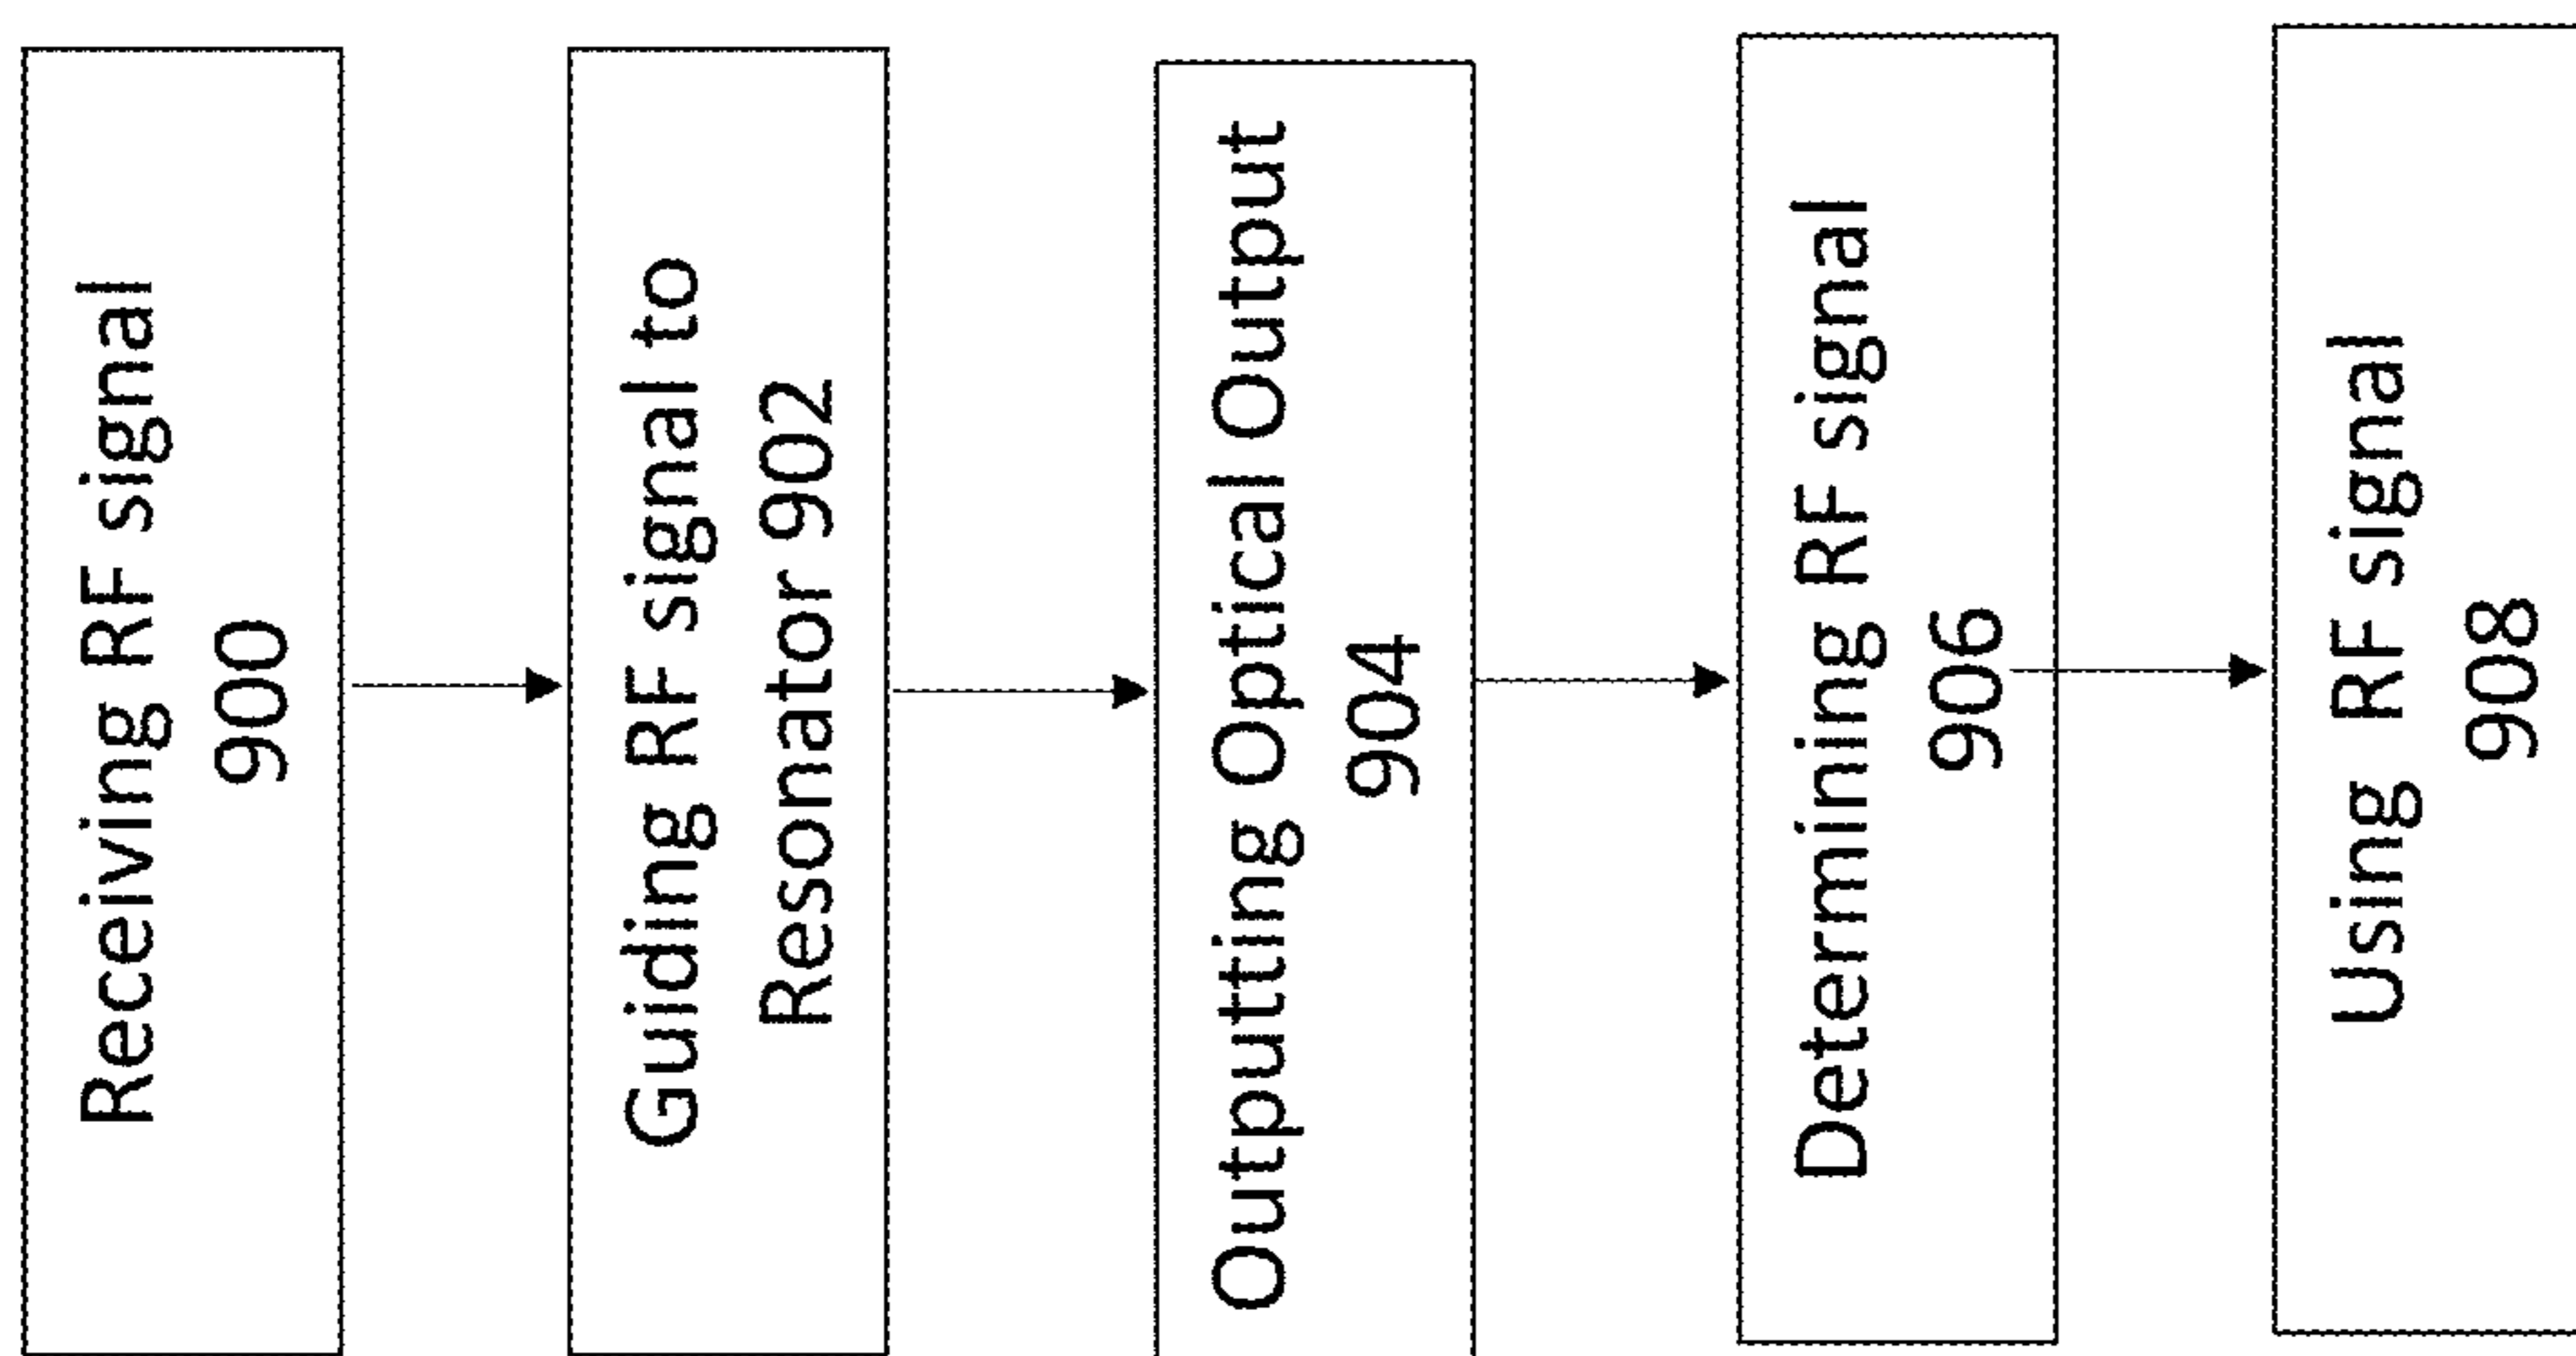 Receiving RF signal
900
Guiding RF signal to
Resonator 902
Outputting Optical Output
904
Determining RF signal
906
Using RF signal
908